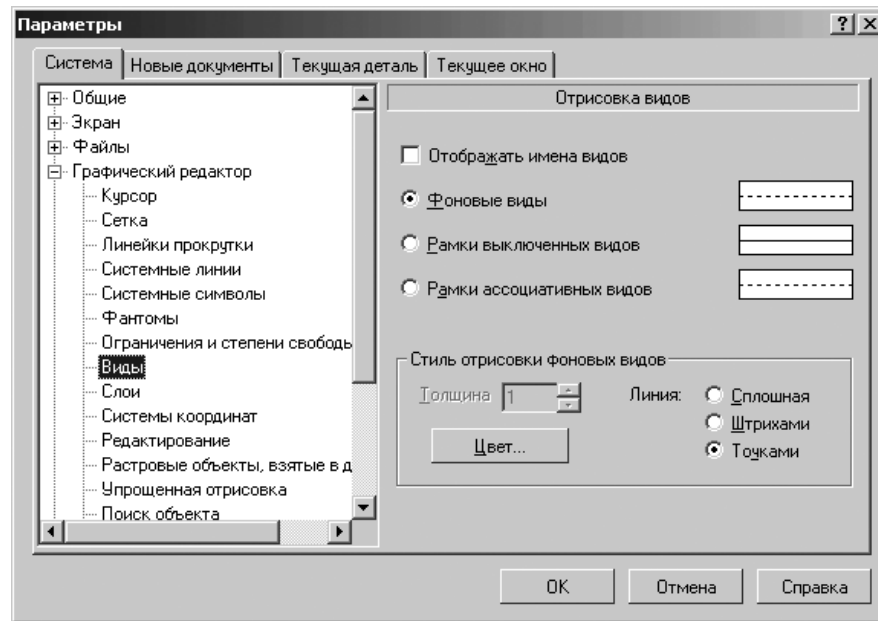 Параметры
Система Новые документы Текущая деталь Текущее окно
Общие
Экран
Файлы
Графический редактор
Курсор
Сетка
Линейки прокрутки
Системные линии
Системные символы
Фантомы
Ограничения и степени свободы
Виды
Слои
Системы координат
Редактирование
Растровые объекты, взятые в д
Упрощенная отрисовка
Поиск объекта
Отрисовка видов
Отображать имена видов
Фоновые виды
Рамки выключенных видов
Рамки ассоциативных видов
Стиль отрисовки фоновых видов
Толщина 1 Линия: Сплошная
Штрихами
Цвет... Точками
OK Отмена Справка